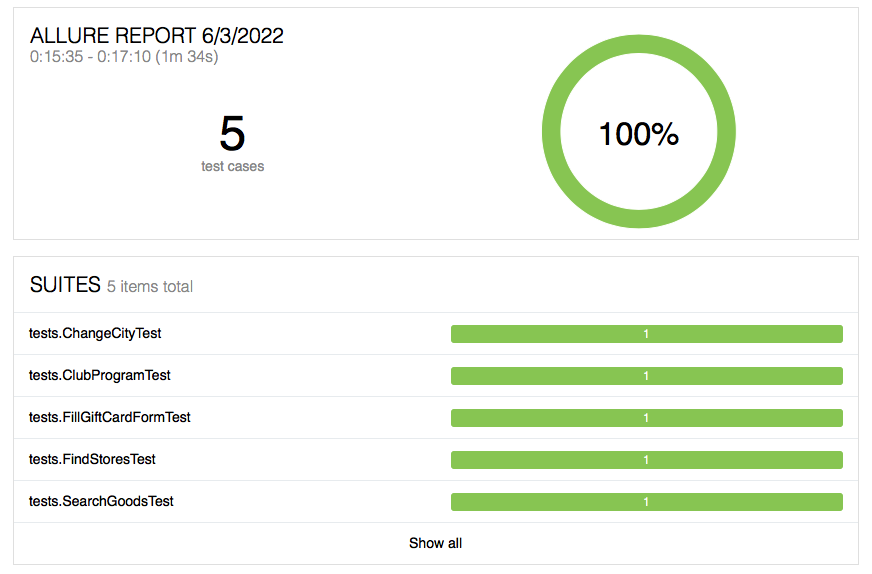 ALLURE REPORT 6/3/2022
0:15:35 - 0:17:10 (1m 34s)
5
test cases
100%
SUITES 5 items total
tests.ChangeCityTest 1
tests.ClubProgramTest 1
tests.FillGiftCardFormTest 1
tests.FindStoresTest 1
tests.SearchGoodsTest 1
Show all